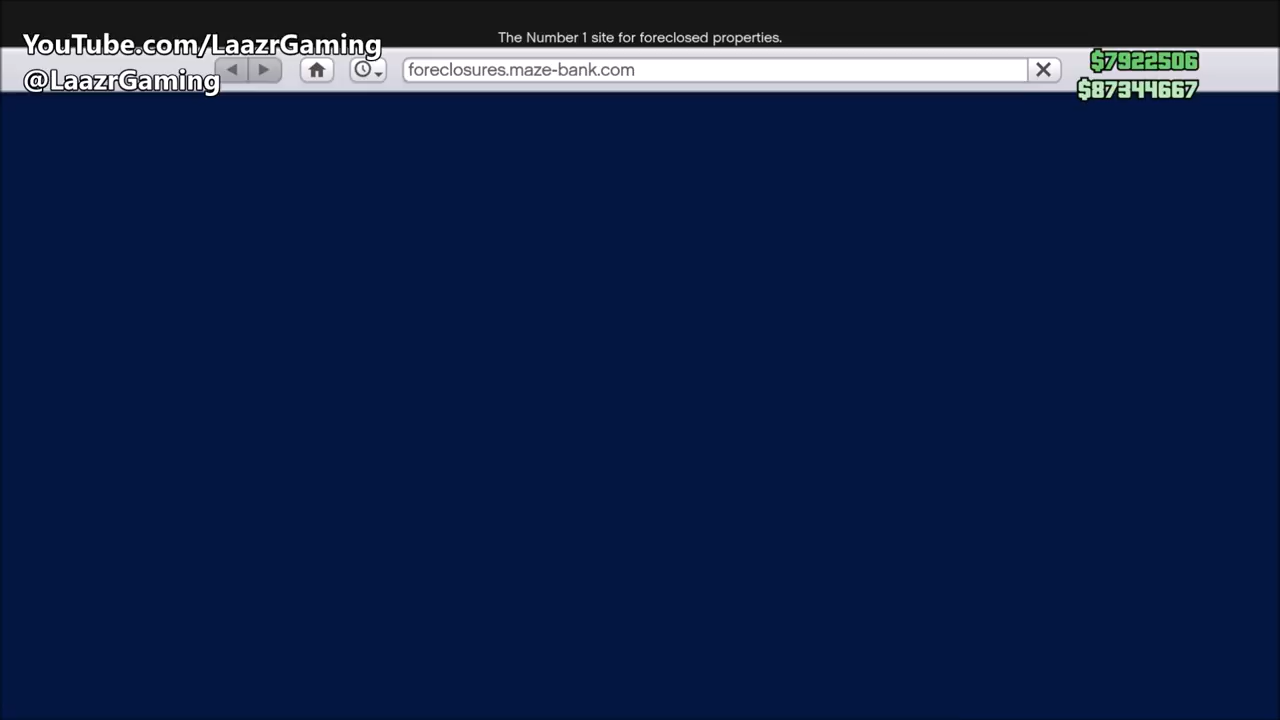 The Number 1 site for foreclosed properties.
YouTube.com/LaazrGaming
@LaazrGaming
foreclosures.maze-bank.com
$7922506
$87344667